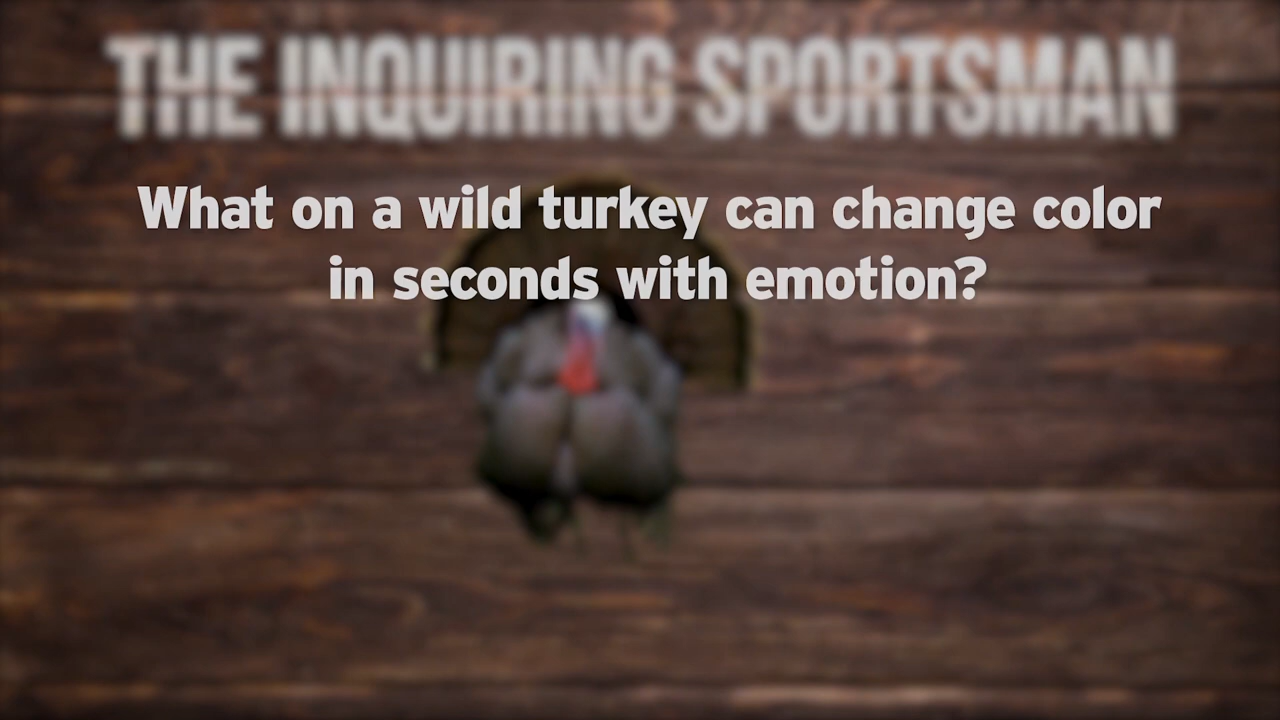 THE INQUIRING SPORTSMAN
What on a wild turkey can change color
in seconds with emotion?